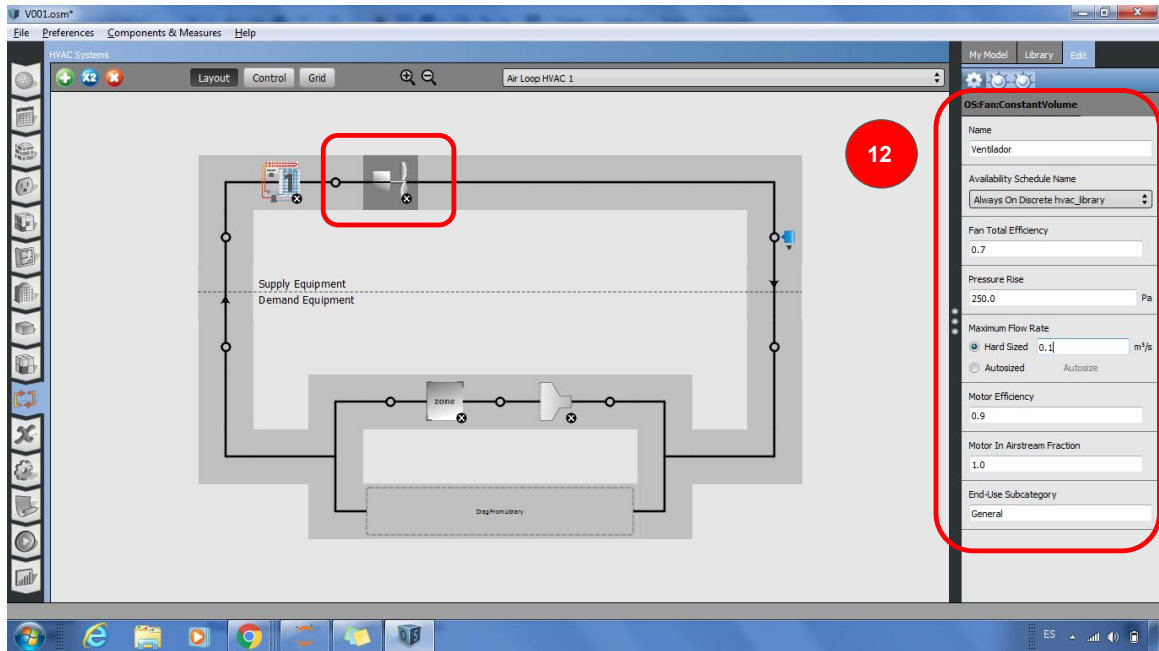 V001.osm*
File Preferences Components & Measures Help
HVAC Systems
My Model Library Edit
X2
Layout Control Grid
Air Loop HVAC 1
OS:Fan:ConstantVolume
12
Name
Ventilador
1
Availability Schedule Name
Always On Discrete hvac_library
Fan Total Efficiency
0.7
Supply Equipment
Demand Equipment
Pressure Rise
250.0 Pa
Maximum Flow Rate
Hard Sized 0.1 m³/s
Autosized Autosize
zone
Motor Efficiency
0.9
Motor In Airstream Fraction
1.0
End-Use Subcategory
General
Drag From Library
ES